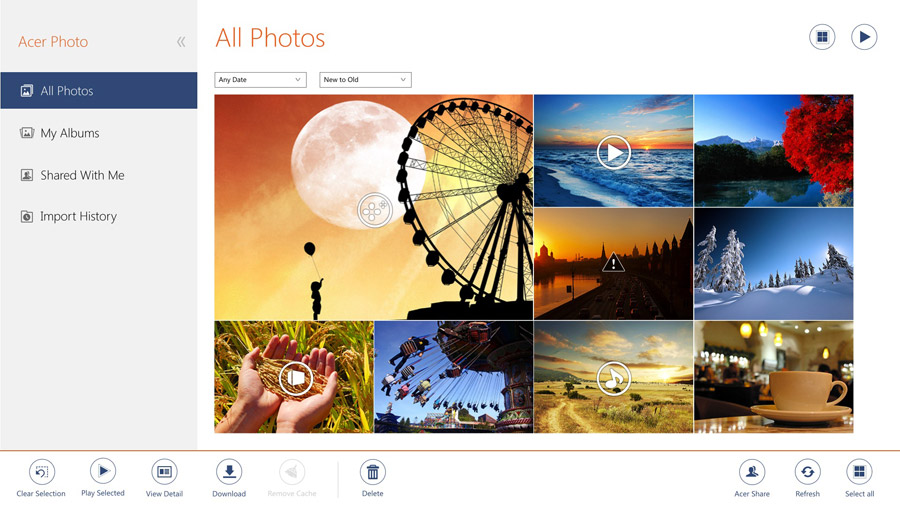 Acer Photo
All Photos
My Albums
Shared With Me
Import History
All Photos
Any Date
New to Old
Clear Selection
Play Selected
View Detail
Download
Remove Cache
Delete
Acer Share
Refresh
Select all